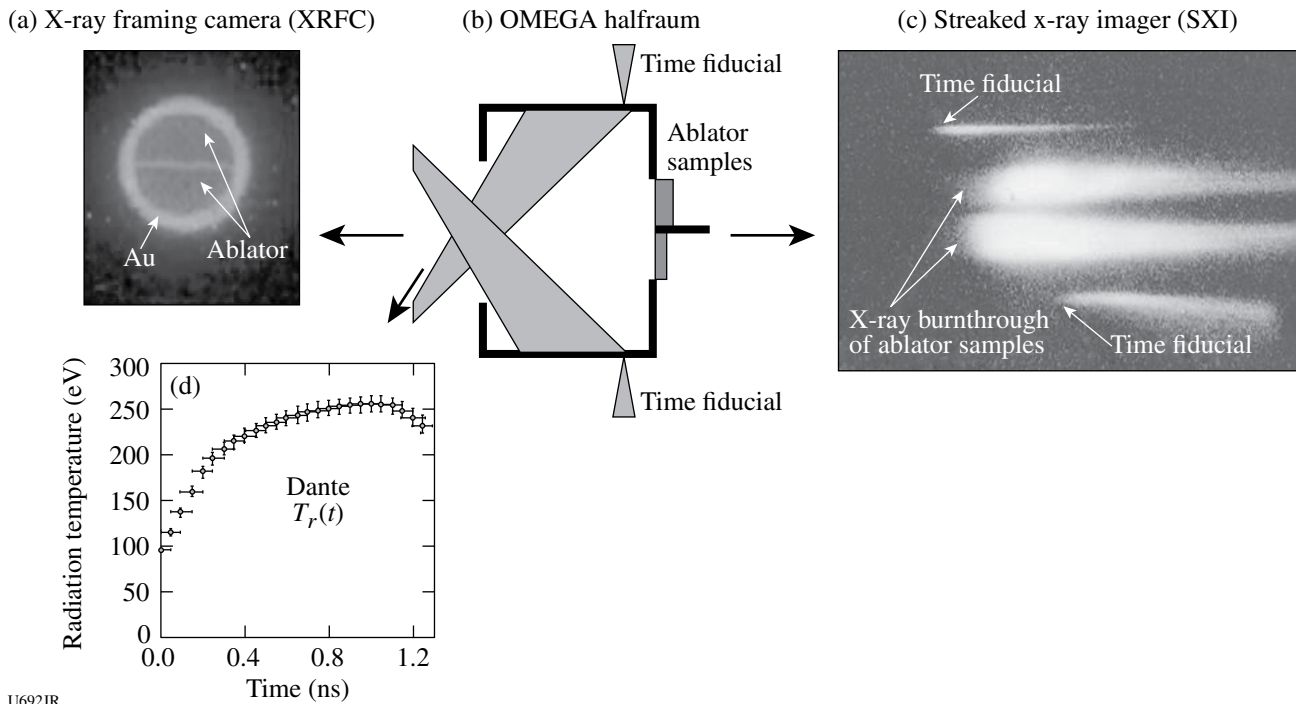 (a) X-ray framing camera (XRFC)
Au
Ablator
(b) OMEGA halfraum
Time fiducial
Ablator
samples
Time fiducial
(c) Streaked x-ray imager (SXI)
Time fiducial
X-ray burnthrough
of ablator samples
Time fiducial
(d)
Radiation temperature (eV)
300
250
200
150
100
50
0
Dante
T_r(t)
0.0 0.4 0.8 1.2
Time (ns)
U692JR